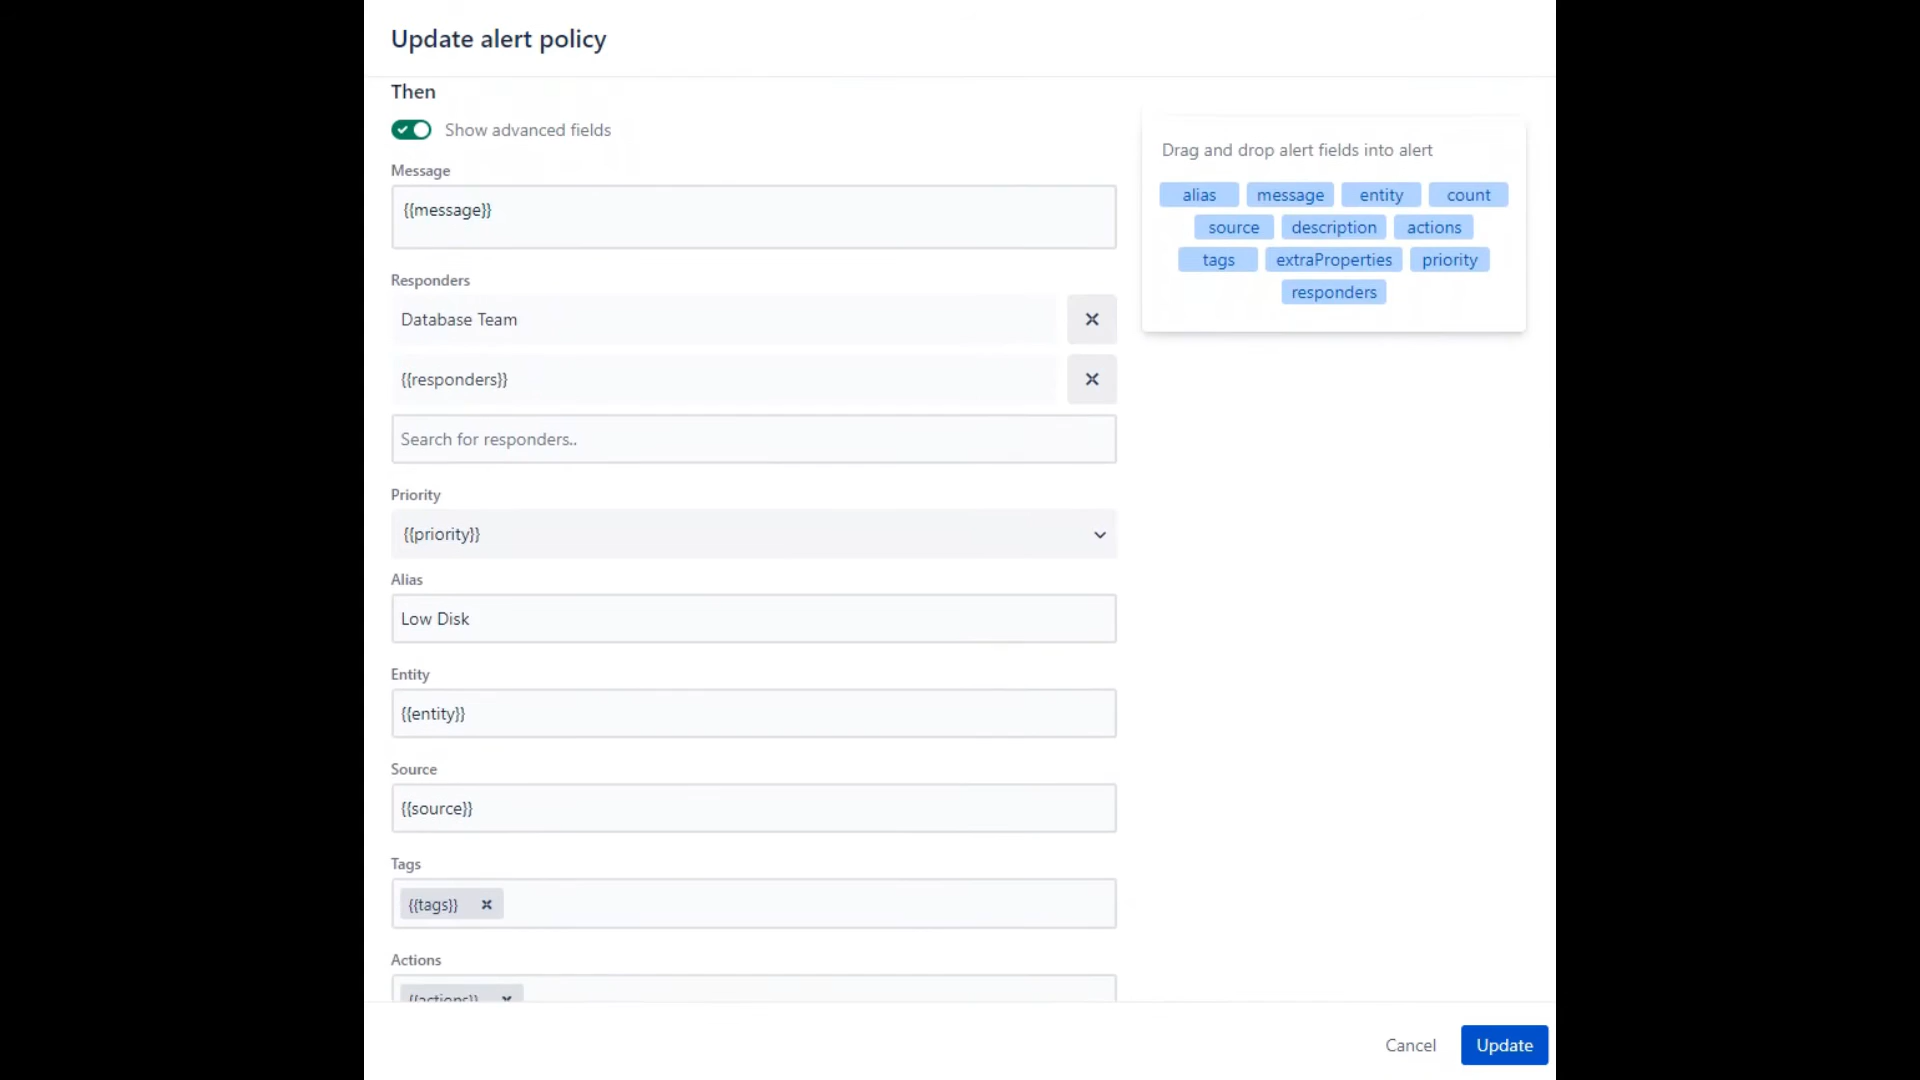 Update alert policy
Then
Show advanced fields
Message
{{message}}
Responders
Database Team
{{responders}}
Search for responders..
Priority
{{priority}}
Alias
Low Disk
Entity
{{entity}}
Source
{{source}}
Tags
{{tags}}
Actions
{{actions}}
Drag and drop alert fields into alert
alias message entity count
source description actions
tags extraProperties priority
responders
Cancel Update